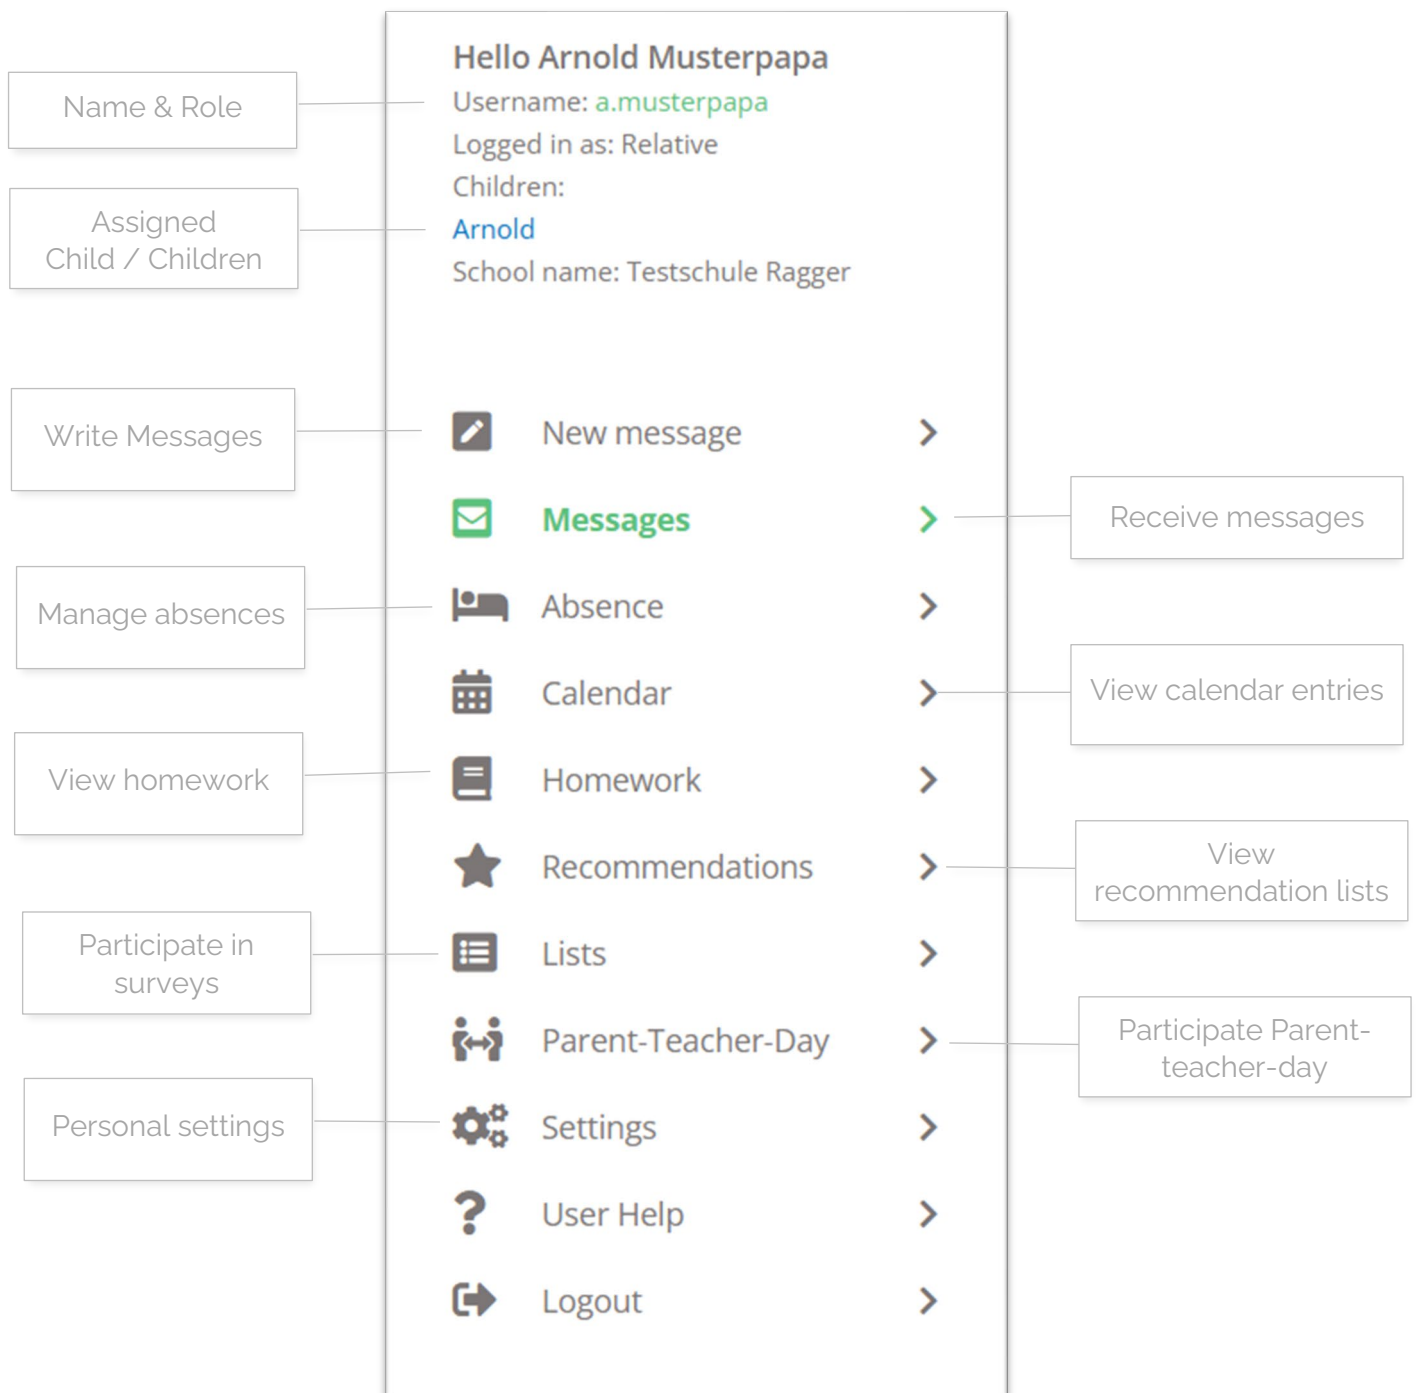 Hello Arnold Musterpapa
Name & Role
Username: a.musterpapa
Logged in as: Relative
Children:
Assigned
Child / Children
Arnold
School name: Testschule Ragger
Write Messages
New message
Messages
Receive messages
Manage absences
Absence
Calendar
View calendar entries
View homework
Homework
Recommendations
View
recommendation lists
Participate in
surveys
Lists
Parent-Teacher-Day
Participate Parent-
teacher-day
Personal settings
Settings
User Help
Logout